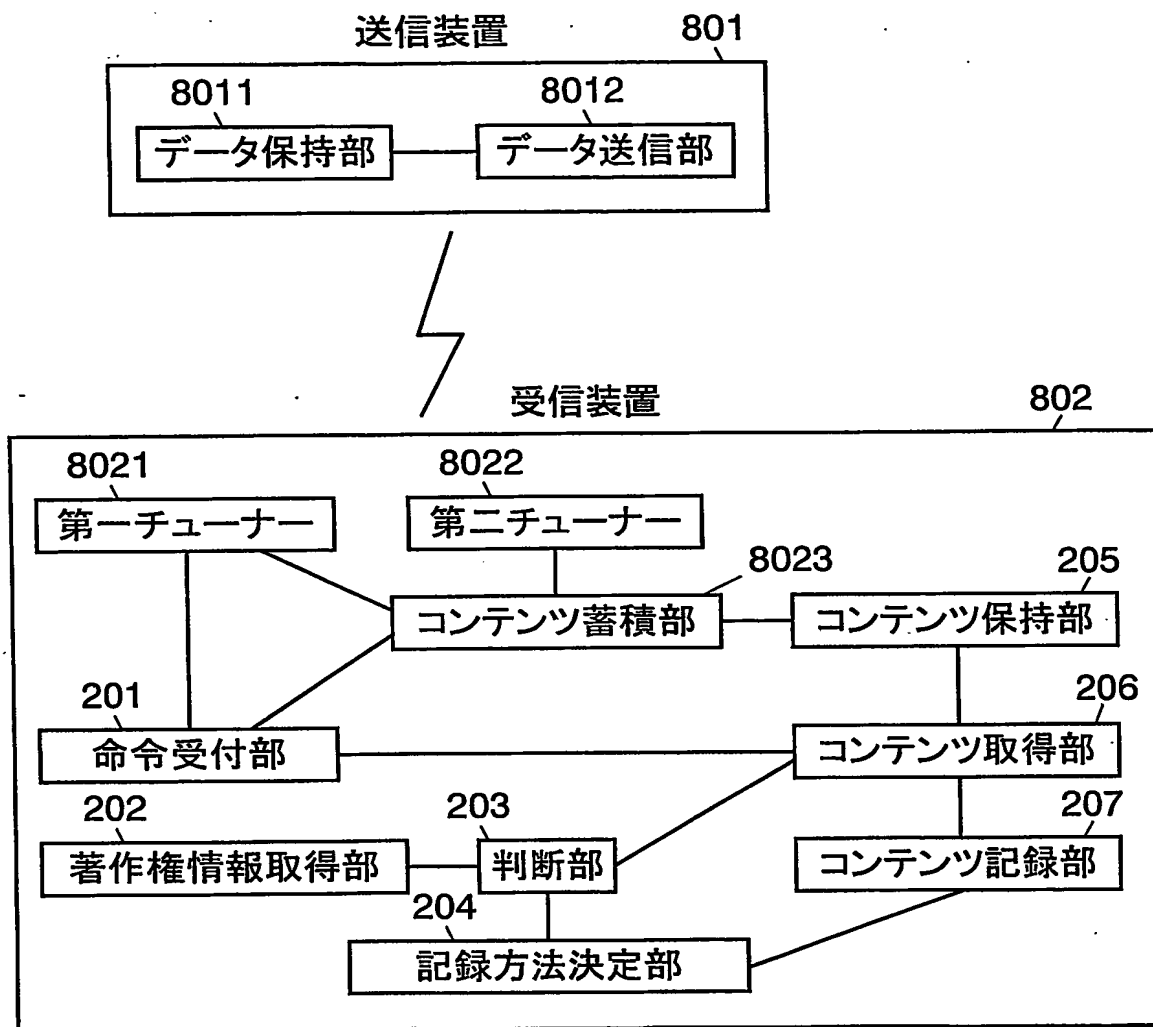 送信装置
801
8011
8012
データ保持部
データ送信部
受信装置
802
8021
8022
第一チューナー
第二チューナー
8023
205
コンテンツ蓄積部
コンテンツ保持部
201
206
命令受付部
コンテンツ取得部
202
203
207
著作権情報取得部
判断部
コンテンツ記録部
204
記録方法決定部